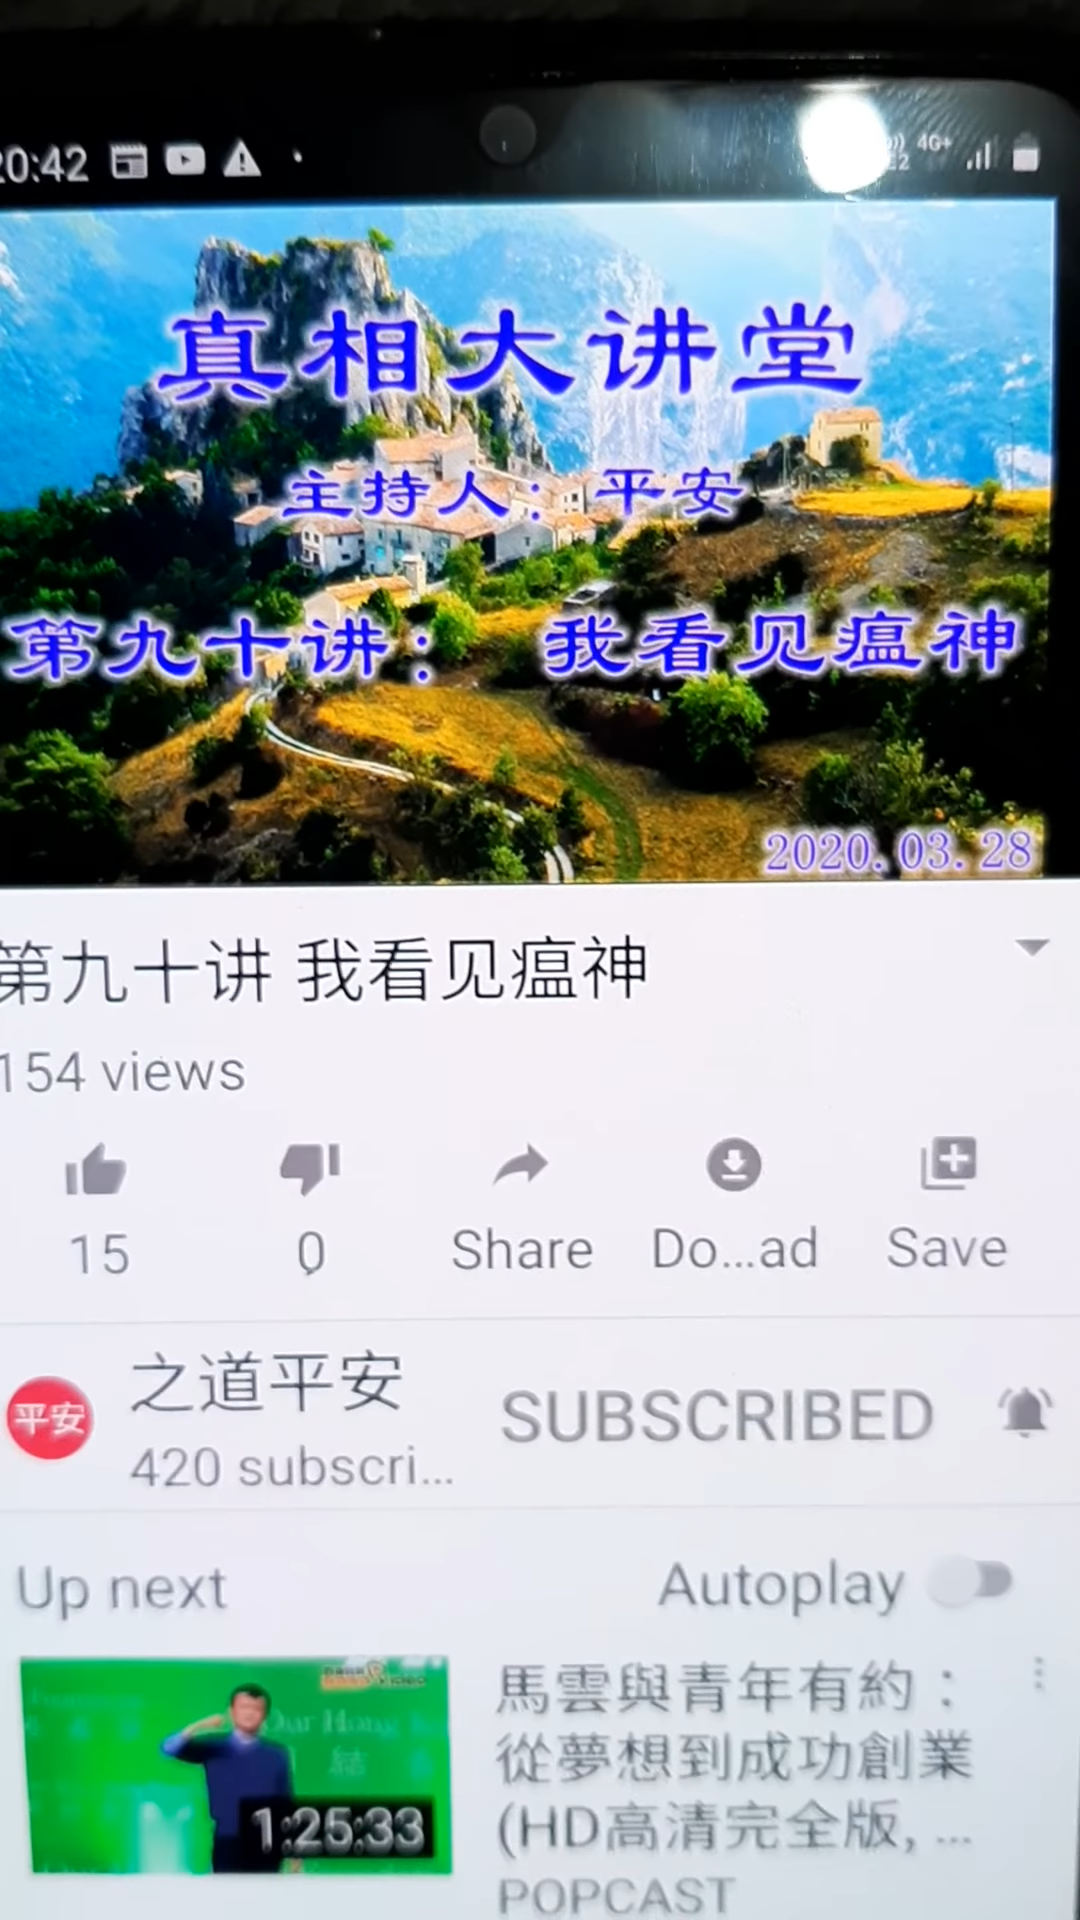 20:42
4G+
真相大讲堂
主持人：平安
第九十讲： 我看见瘟神
2020.03.28
第九十讲 我看见瘟神
154 views
15
0
Share
Do...ad
Save
平安
之道平安
420 subscri...
SUBSCRIBED
Up next
Autoplay
1:25:33
馬雲與青年有約：
從夢想到成功創業
(HD高清完全版, ...
POPCAST